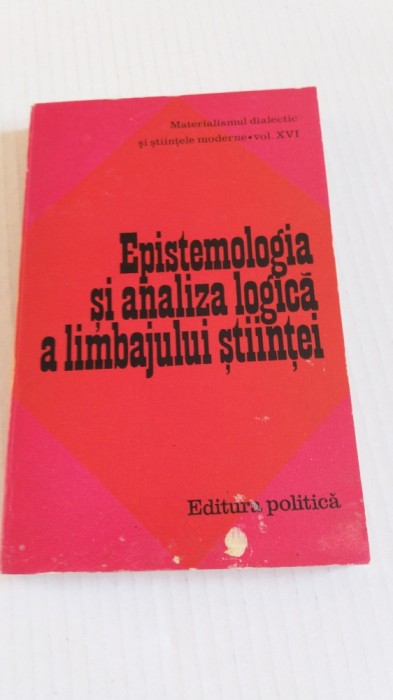 Materialismul dialectic
și științele moderne • vol. XVI
Epistemologia
și analiza logică
a limbajului științei
Editura politică